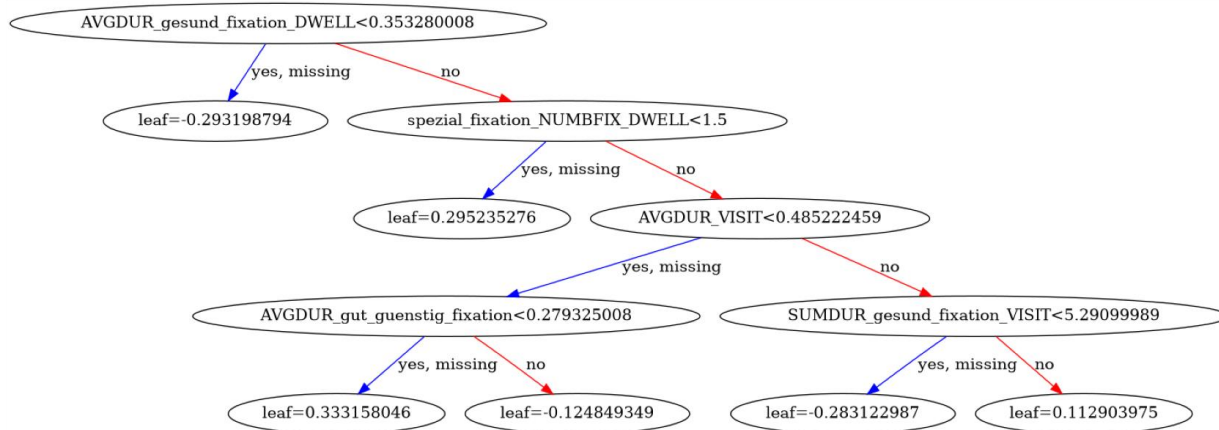 AVGDUR_gesund_fixation_DWELL<0.353280008
yes, missing
no
leaf=-0.293198794
spezial_fixation_NUMBFIX_DWELL<1.5
yes, missing
no
leaf=0.295235276
AVGDUR_VISIT<0.485222459
yes, missing
no
AVGDUR_gut_guenstig_fixation<0.279325008
SUMDUR_gesund_fixation_VISIT<5.29099989
yes, missing
no
yes, missing
no
leaf=0.333158046
leaf=-0.124849349
leaf=-0.283122987
leaf=0.112903975